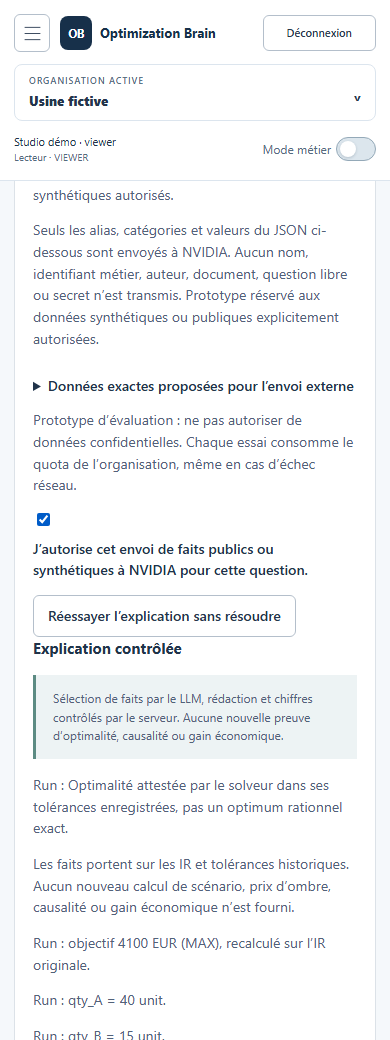 OB
Optimization Brain
Déconnexion
ORGANISATION ACTIVE
Usine fictive
v
Studio démo · viewer
Lecteur · VIEWER
Mode métier
synthétiques autorisés.
Seuls les alias, catégories et valeurs du JSON ci-
dessous sont envoyés à NVIDIA. Aucun nom,
identifiant métier, auteur, document, question libre
ou secret n’est transmis. Prototype réservé aux
données synthétiques ou publiques explicitement
autorisées.
Données exactes proposées pour l’envoi externe
Prototype d’évaluation : ne pas autoriser de
données confidentielles. Chaque essai consomme le
quota de l’organisation, même en cas d’échec
réseau.
J’autorise cet envoi de faits publics ou
synthétiques à NVIDIA pour cette question.
Réessayer l’explication sans résoudre
Explication contrôlée
Sélection de faits par le LLM, rédaction et chiffres
contrôlés par le serveur. Aucune nouvelle preuve
d’optimalité, causalité ou gain économique.
Run : Optimalité attestée par le solveur dans ses
tolérances enregistrées, pas un optimum rationnel
exact.
Les faits portent sur les IR et tolérances historiques.
Aucun nouveau calcul de scénario, prix d’ombre,
causalité ou gain économique n’est fourni.
Run : objectif 4100 EUR (MAX), recalculé sur l’IR
originale.
Run : qty_A = 40 unit.
Run : qty_B = 15 unit.